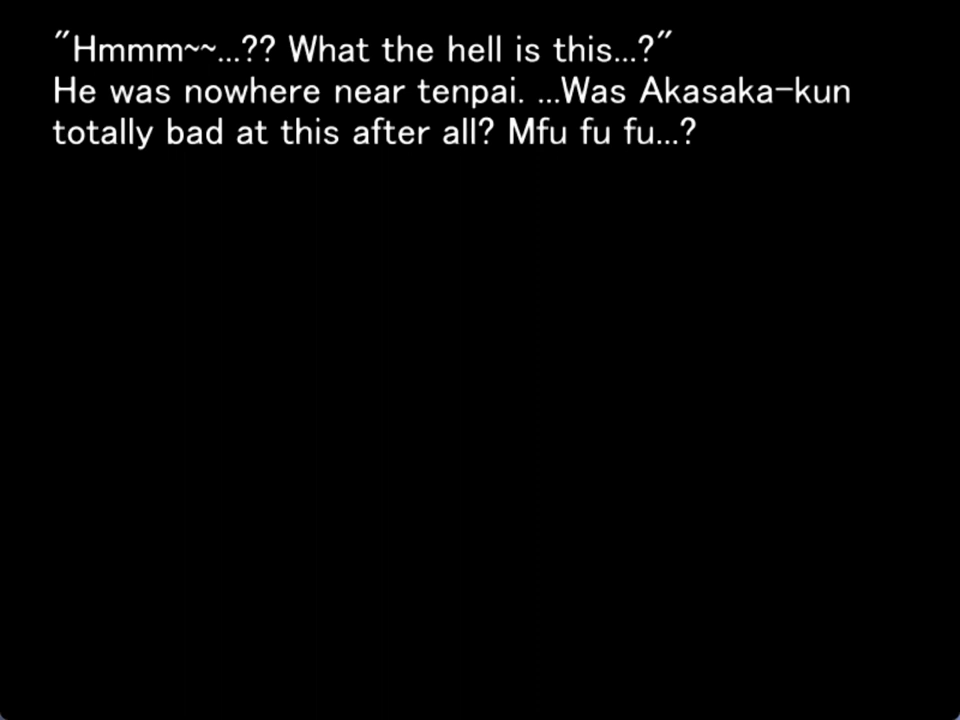 "Hmmm~~...?? What the hell is this...?"
He was nowhere near tenpai. ...Was Akasaka-kun
totally bad at this after all? Mfu fu fu...?